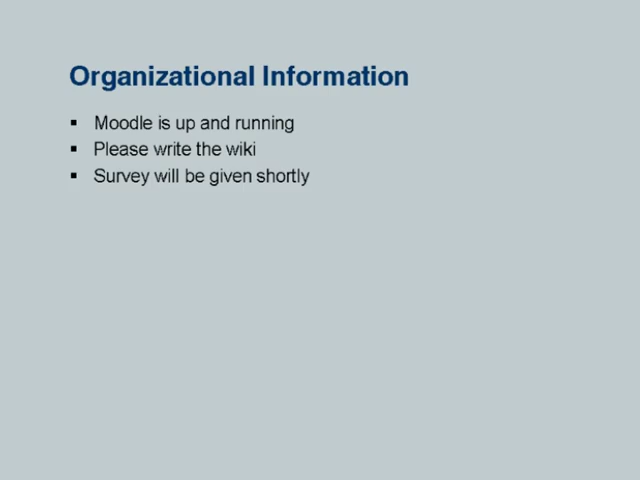 Organizational Information
▪ Moodle is up and running
▪ Please write the wiki
▪ Survey will be given shortly